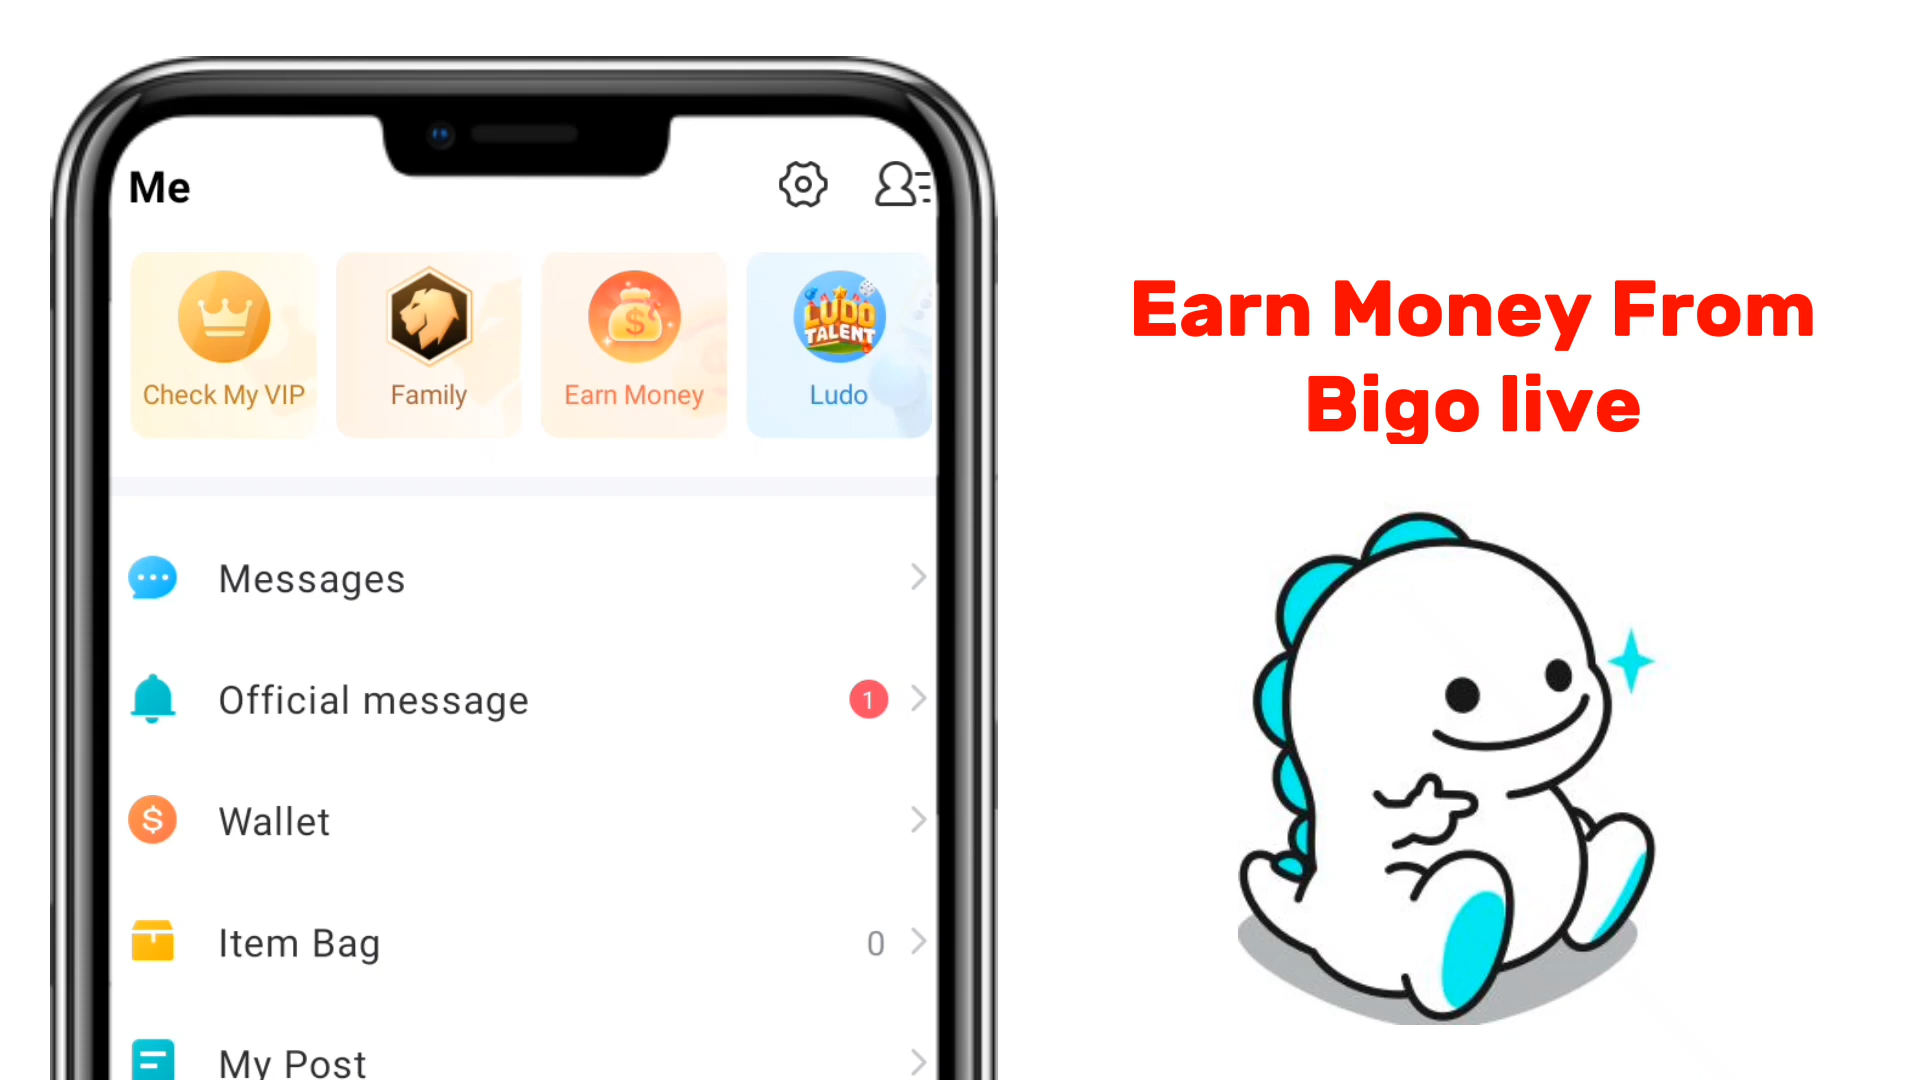 Me
Check My VIP
Family
Earn Money
LUDO
TALENT
Ludo
Messages
Official message
1
Wallet
Item Bag
0
My Post
Earn Money From
Bigo live